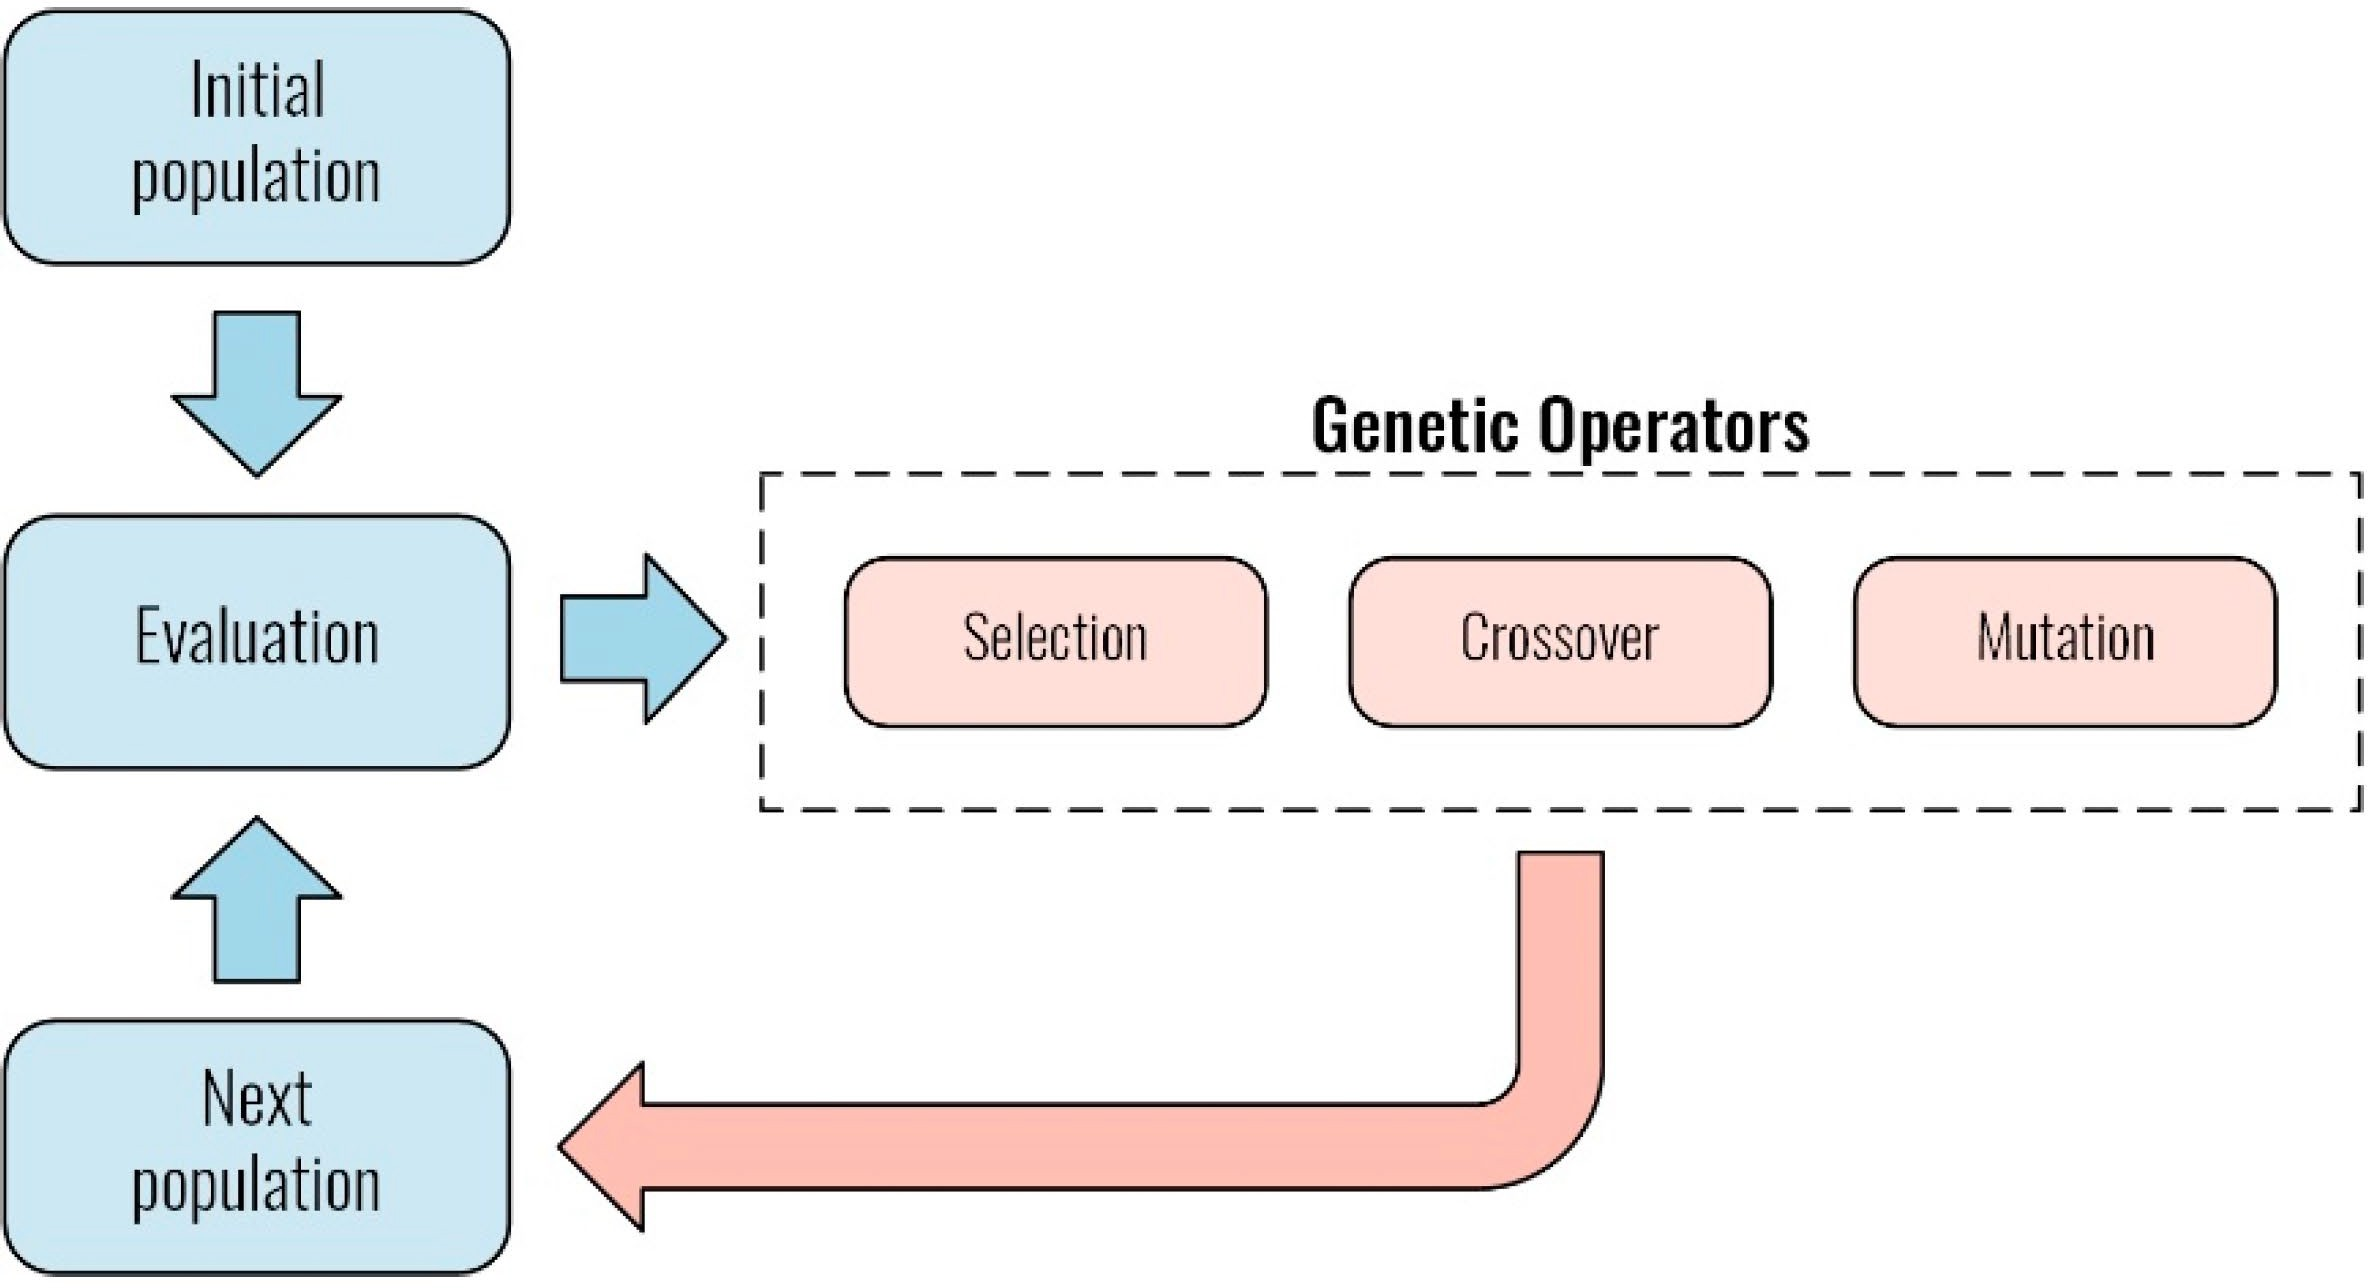 Initial
population
Evaluation
Genetic Operators
Selection
Crossover
Mutation
Next
population